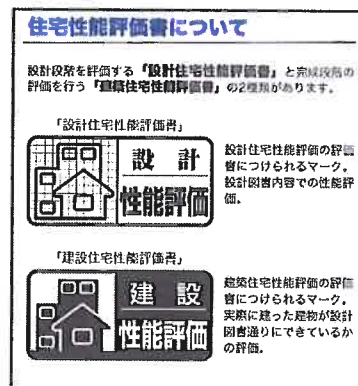 住宅性能評価書について
設計段階を評価する「設計住宅性能評価書」と完成段階の
評価を行う「建築住宅性能評価書」の2種類があります。
「設計住宅性能評価書」
設 計
性能評価
設計住宅性能評価の評価
書につけられるマーク。
設計図書内容での性能評
価。
「建設住宅性能評価書」
建 設
性能評価
建築住宅性能評価の評価
書につけられるマーク。
実際に建った建物が設計
図書通りにできているか
の評価。